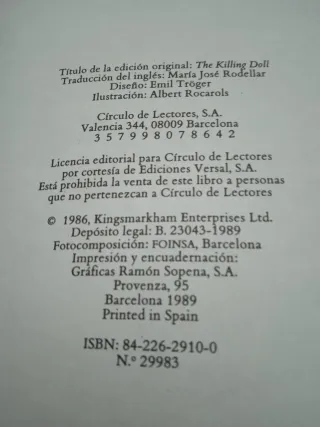 Título de la edición original: The Killing Doll
Traducción del inglés: María José Rodellar
Diseño: Emil Tröger
Ilustración: Albert Rocarols
Círculo de Lectores, S.A.
Valencia 344, 08009 Barcelona
3 5 7 9 9 8 0 7 8 6 4 2
Licencia editorial para Círculo de Lectores
por cortesía de Ediciones Versal, S.A.
Está prohibida la venta de este libro a personas
que no pertenezcan a Círculo de Lectores
© 1986, Kingsmarkham Enterprises Ltd.
Depósito legal: B. 23043-1989
Fotocomposición: FOINSA, Barcelona
Impresión y encuadernación:
Gráficas Ramón Sopena, S.A.
Provenza, 95
Barcelona 1989
Printed in Spain
ISBN: 84-226-2910-0
N.º 29983